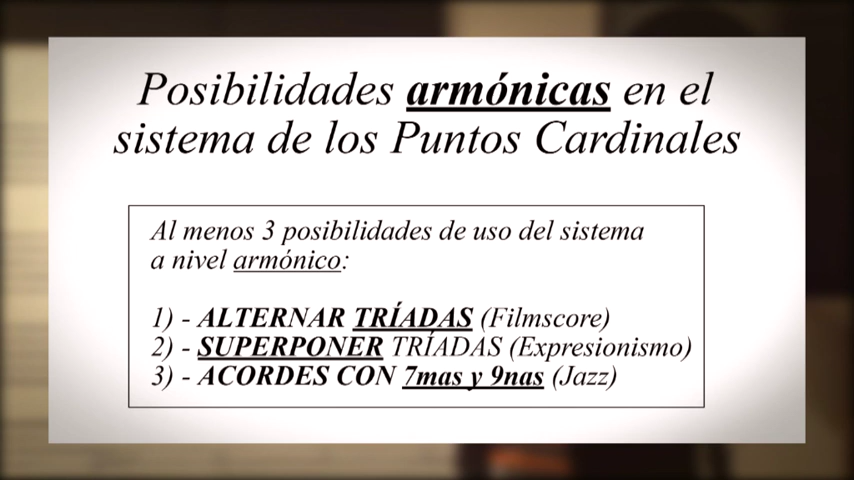 Posibilidades armónicas en el
sistema de los Puntos Cardinales
Al menos 3 posibilidades de uso del sistema
a nivel armónico:
1) - ALTERNAR TRÍADAS (Filmscore)
2) - SUPERPONER TRÍADAS (Expresionismo)
3) - ACORDES CON 7mas y 9nas (Jazz)